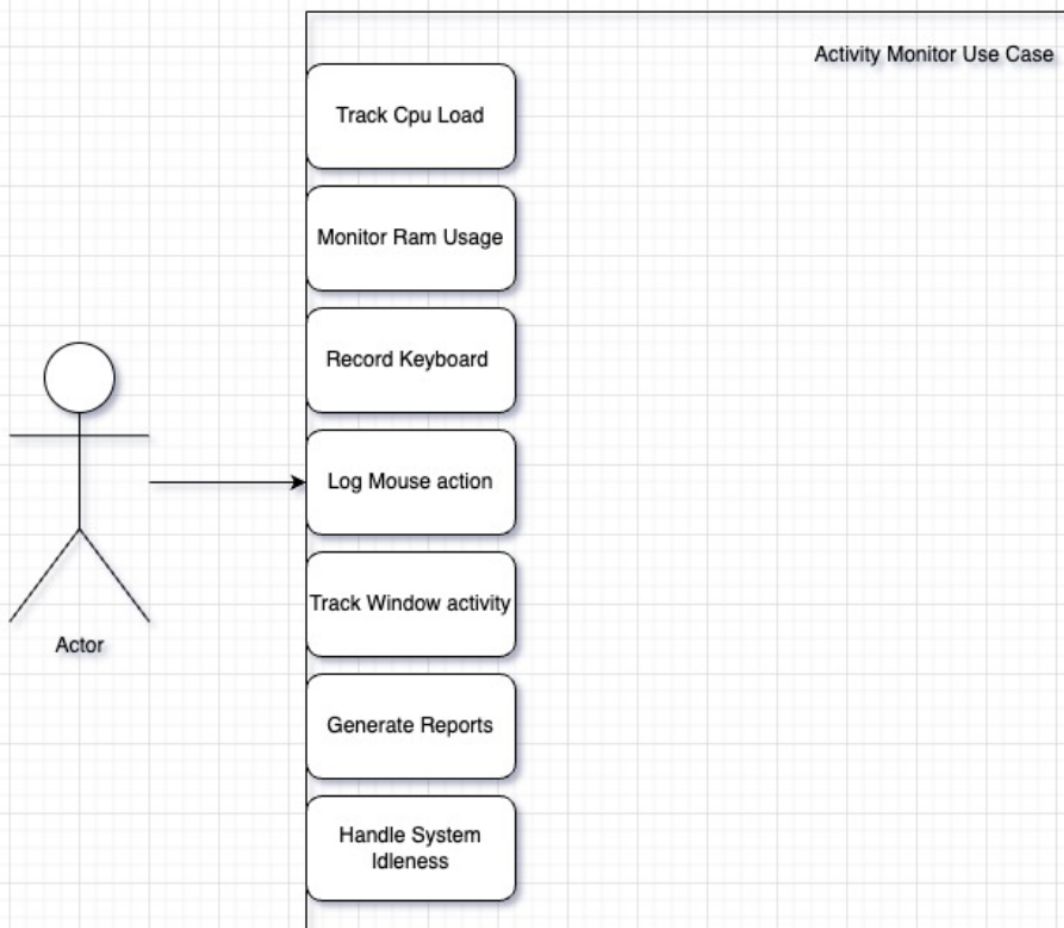 Activity Monitor Use Case
Track Cpu Load
Monitor Ram Usage
Record Keyboard
Log Mouse action
Track Window activity
Generate Reports
Handle System
Idleness
Actor